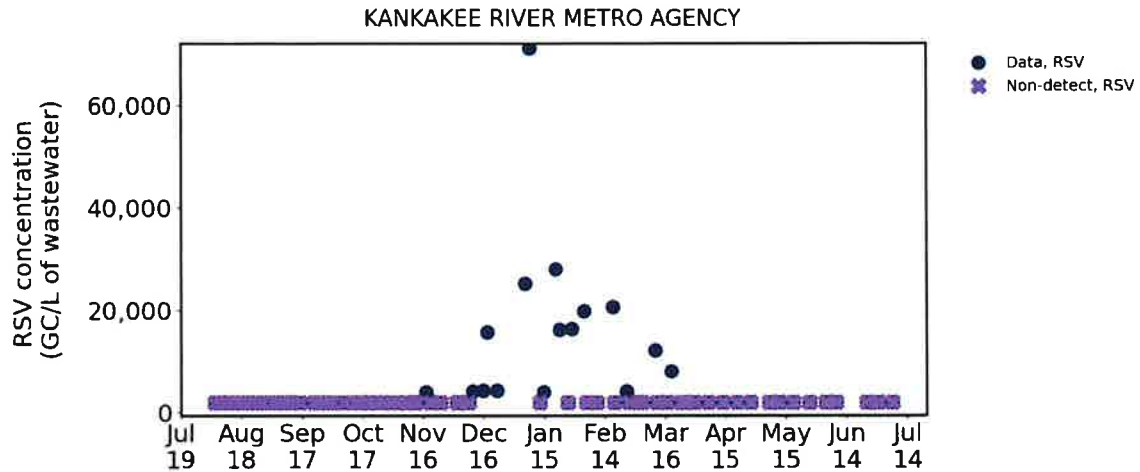 KANKAKEE RIVER METRO AGENCY
RSV concentration
(GC/L of wastewater)
60,000
40,000
20,000
0
Jul Aug Sep Oct Nov Dec Jan Feb Mar Apr May Jun Jul
19 18 17 17 16 16 15 14 16 15 15 14 14
Data, RSV
Non-detect, RSV